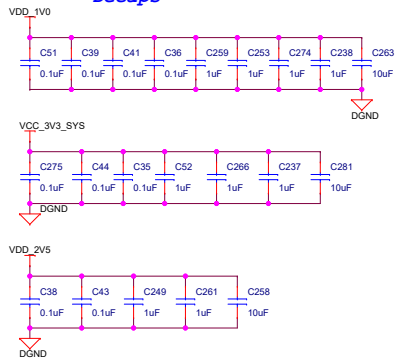 Decaps
VDD_1V0
C51 C39 C41 C36 C259 C253 C274 C238 C263
0.1uF 0.1uF 0.1uF 0.1uF 1uF 1uF 1uF 1uF 10uF
DGND
VCC_3V3_SYS
C275 C44 C35 C52 C266 C237 C281
0.1uF 0.1uF 0.1uF 1uF 1uF 1uF 10uF
DGND
VDD_2V5
C38 C43 C249 C261 C258
0.1uF 0.1uF 1uF 1uF 10uF
DGND